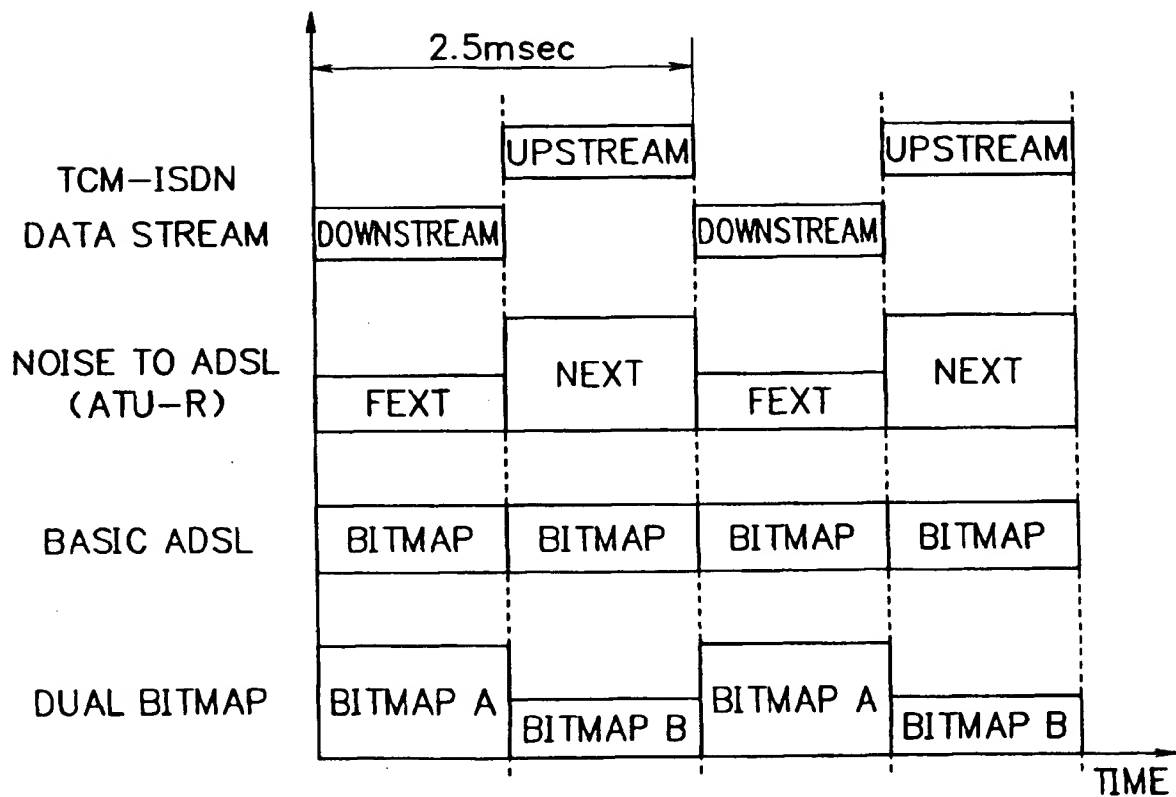 2.5msec
UPSTREAM UPSTREAM
TCM-ISDN
DATA STREAM DOWNSTREAM DOWNSTREAM
NOISE TO ADSL
(ATU-R)
FEXT NEXT FEXT NEXT
BASIC ADSL BITMAP BITMAP BITMAP BITMAP
DUAL BITMAP BITMAP A BITMAP B BITMAP A BITMAP B
TIME